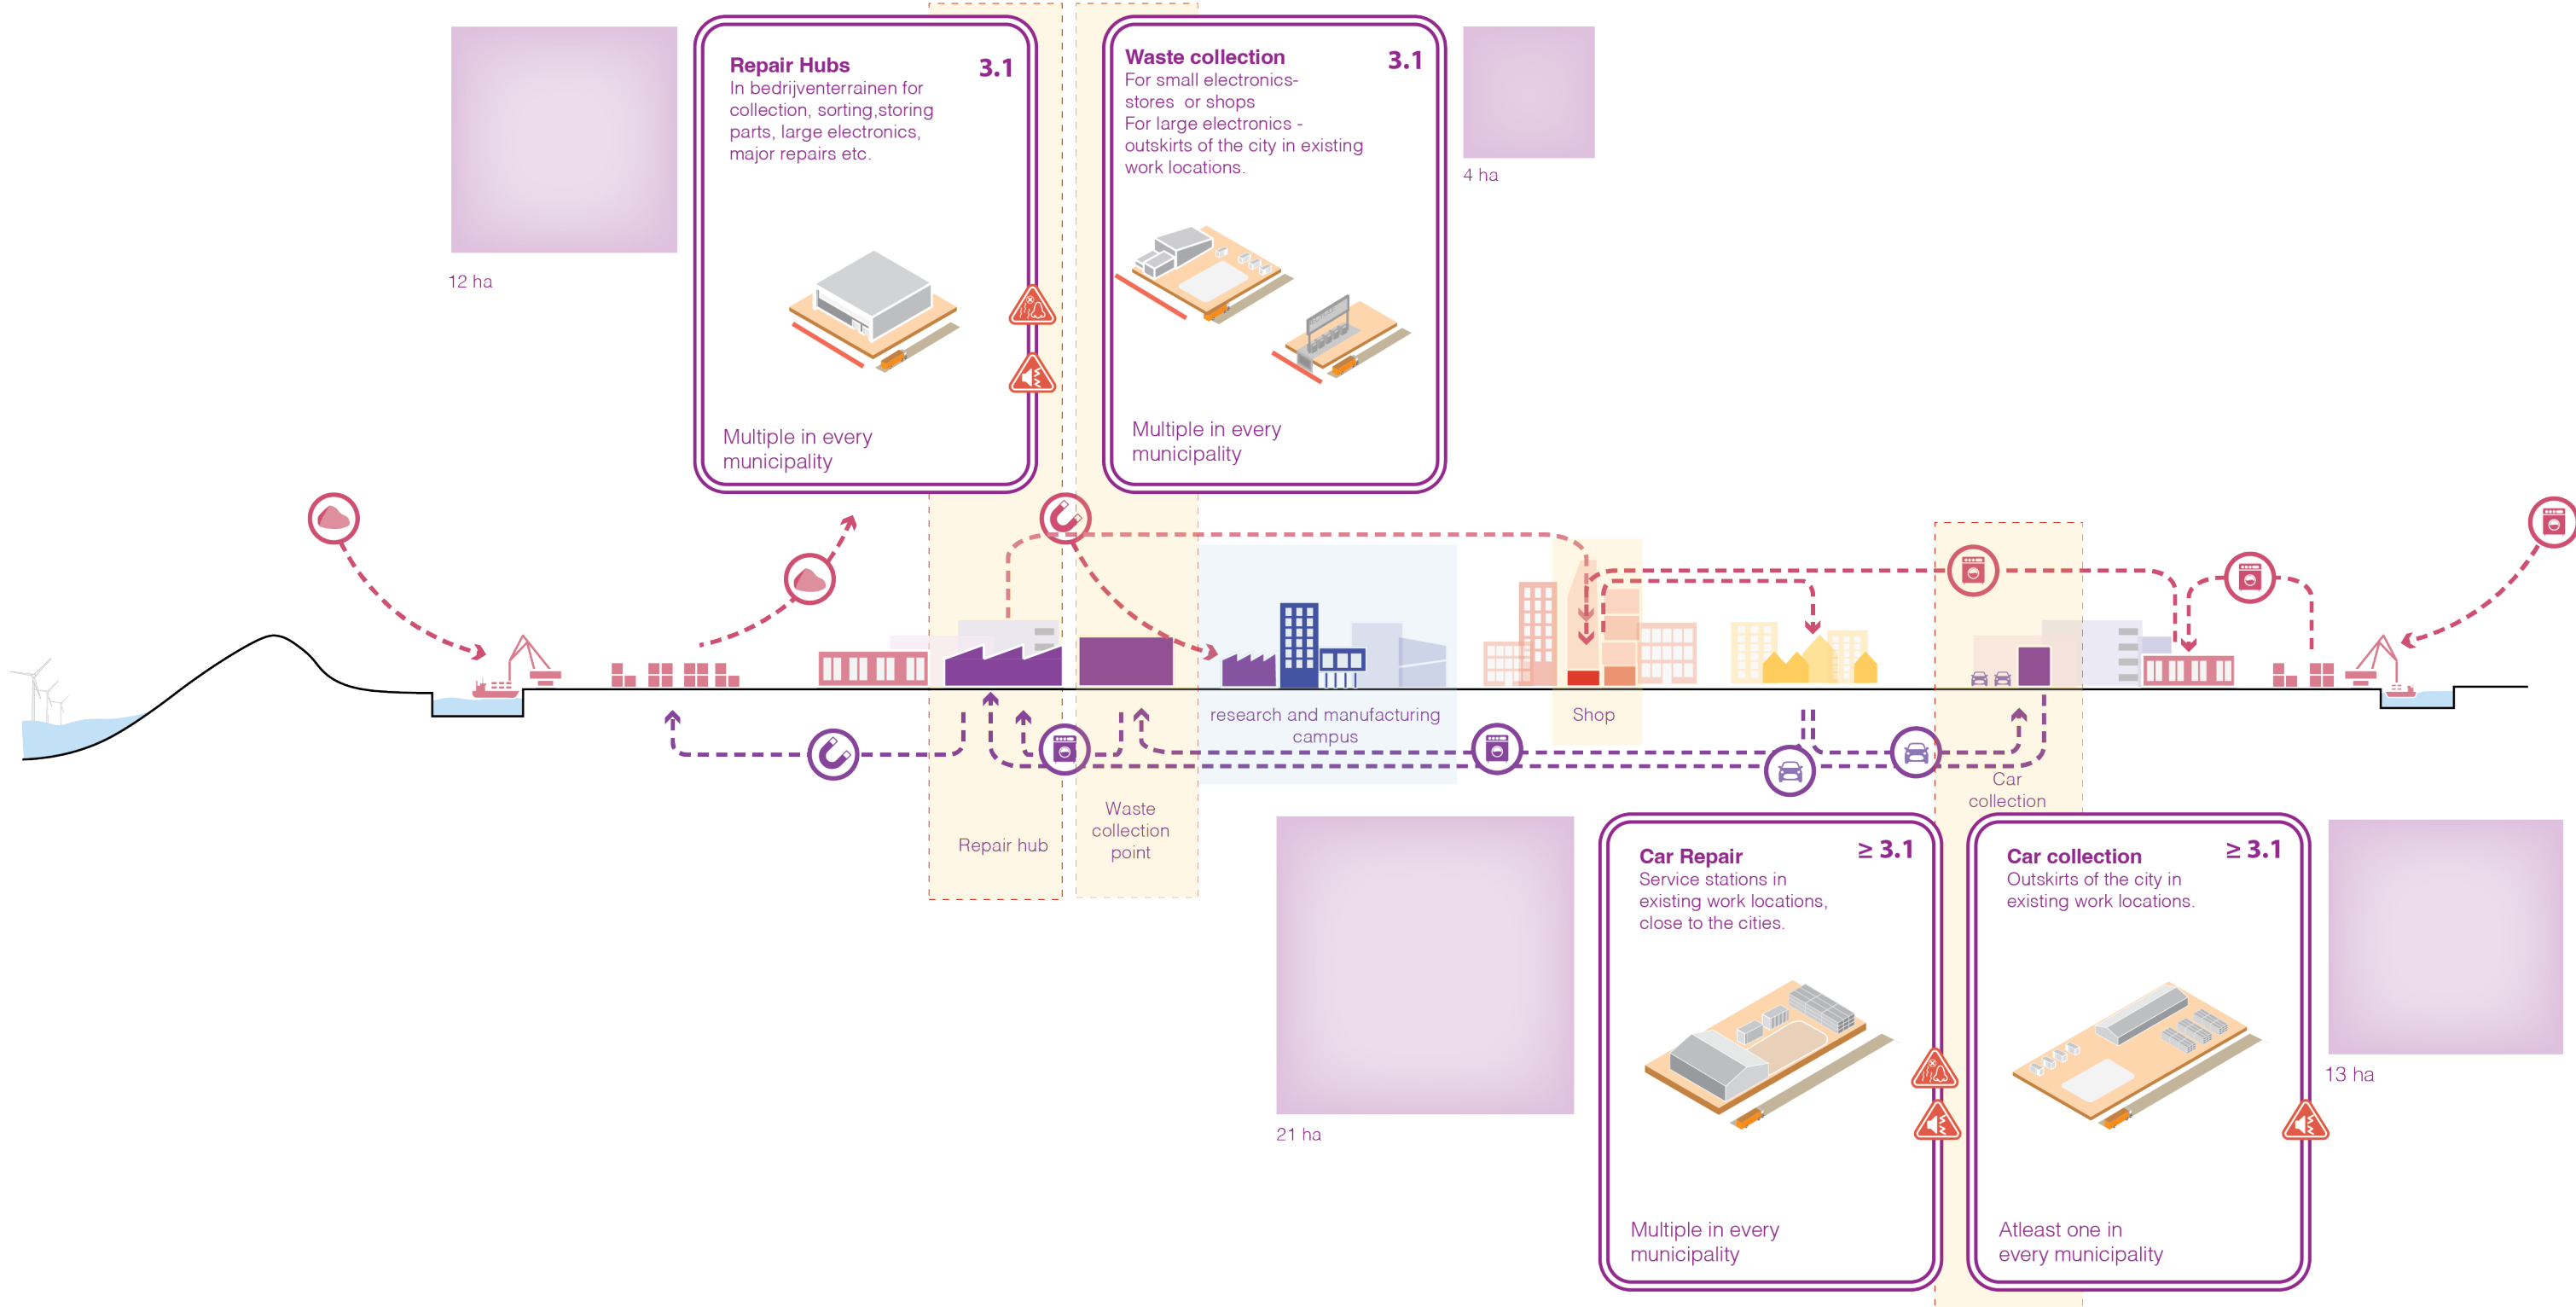 Repair Hubs
3.1
In bedrijventerrainen for
collection, sorting,storing
parts, large electronics,
major repairs etc.
Multiple in every
municipality
12 ha
Waste collection
3.1
For small electronics-
stores or shops
For large electronics -
outskirts of the city in existing
work locations.
Multiple in every
municipality
4 ha
research and manufacturing
campus
Shop
Repair hub
Waste
collection
point
Car
collection
21 ha
Car Repair
≥ 3.1
Service stations in
existing work locations,
close to the cities.
Multiple in every
municipality
Car collection
≥ 3.1
Outskirts of the city in
existing work locations.
Atleast one in
every municipality
13 ha